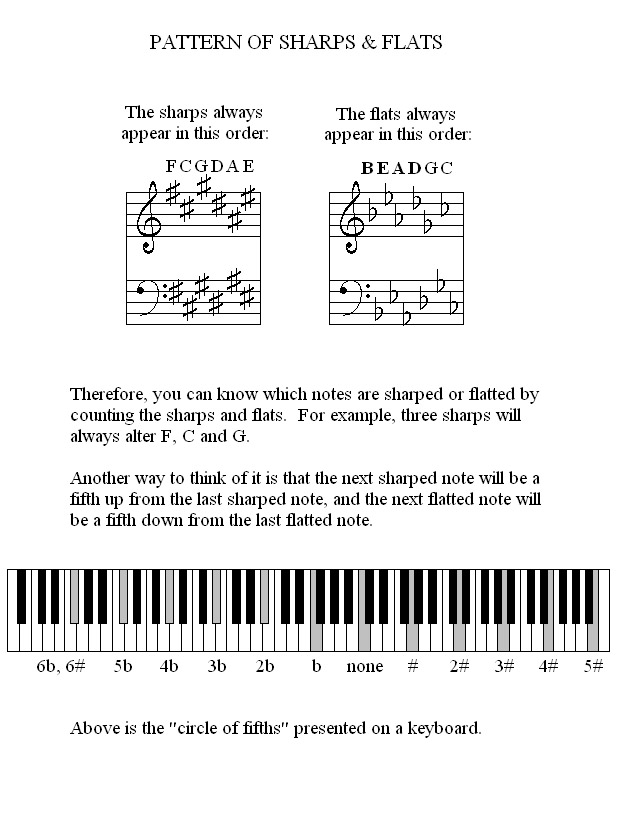 PATTERN OF SHARPS & FLATS
The sharps always
appear in this order:
F C G D A E
The flats always
appear in this order:
B E A D G C
Therefore, you can know which notes are sharped or flatted by
counting the sharps and flats. For example, three sharps will
always alter F, C and G.
Another way to think of it is that the next sharped note will be a
fifth up from the last sharped note, and the next flatted note will
be a fifth down from the last flatted note.
6b, 6# 5b 4b 3b 2b b none # 2# 3# 4# 5#
Above is the "circle of fifths" presented on a keyboard.